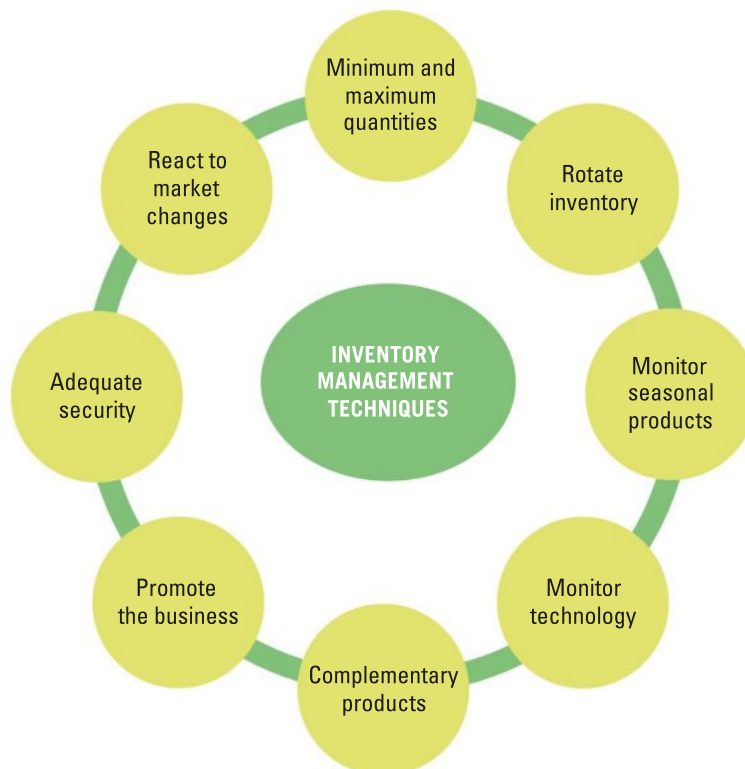 Minimum and
maximum
quantities
Rotate
inventory
Monitor
seasonal
products
Monitor
technology
Complementary
products
Promote
the business
Adequate
security
React to
market
changes
INVENTORY
MANAGEMENT
TECHNIQUES